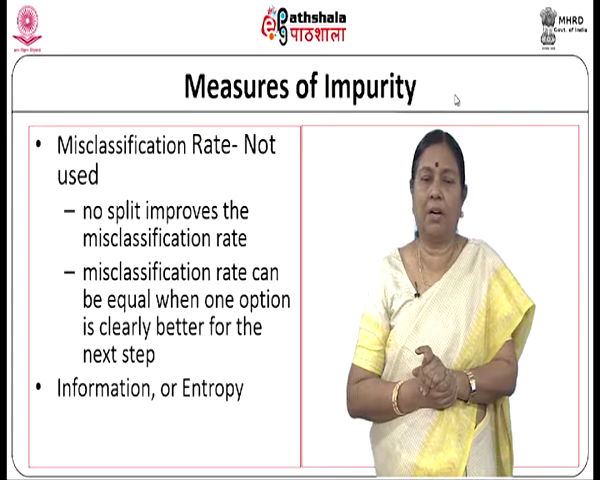 Pathshala
पाठशाला
MHRD
Govt. of India
Measures of Impurity
• Misclassification Rate- Not
used
– no split improves the
misclassification rate
– misclassification rate can
be equal when one option
is clearly better for the
next step
• Information, or Entropy